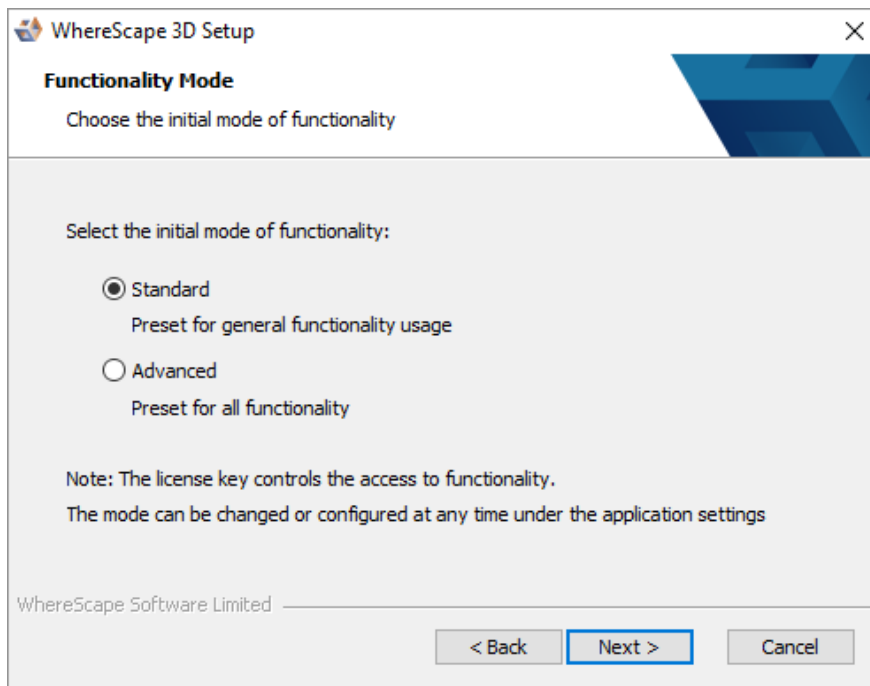 WhereScape 3D Setup
Functionality Mode
Choose the initial mode of functionality
Select the initial mode of functionality:
Standard
Preset for general functionality usage
Advanced
Preset for all functionality
Note: The license key controls the access to functionality.
The mode can be changed or configured at any time under the application settings
WhereScape Software Limited
< Back
Next >
Cancel